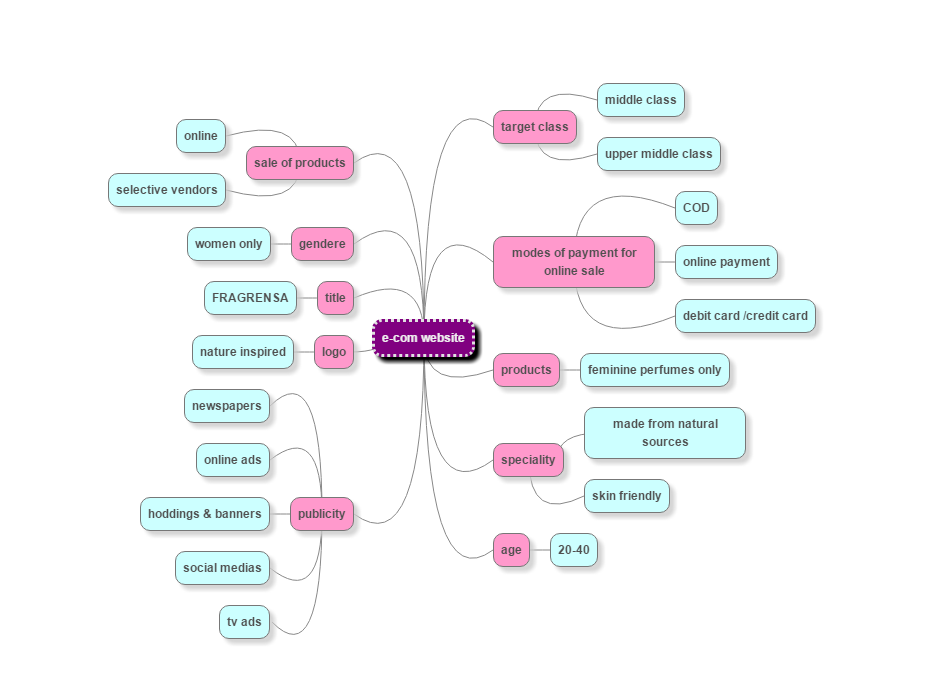 middle class
target class
online
upper middle class
sale of products
selective vendors
COD
women only
gendere
modes of payment for
online sale
online payment
FRAGRENSA
title
debit card /credit card
e-com website
nature inspired
logo
products
feminine perfumes only
newspapers
made from natural
sources
online ads
speciality
skin friendly
hoddings & banners
publicity
age
20-40
social medias
tv ads